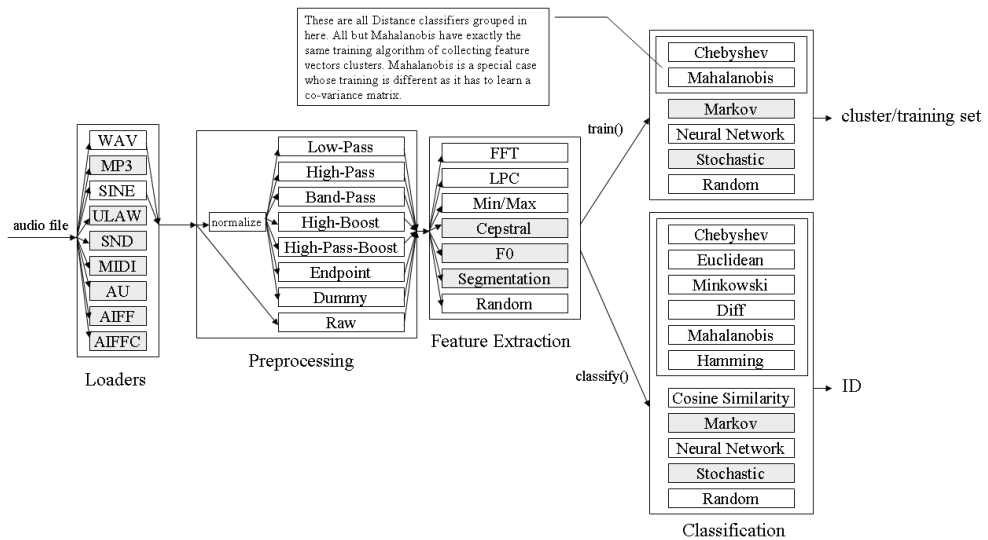 These are all Distance classifiers grouped in
here. All but Mahalanobis have exactly the
same training algorithm of collecting feature
vectors clusters. Mahalanobis is a special case
whose training is different as it has to learn a
co-variance matrix.
audio file
WAV
MP3
SINE
ULAW
SND
MIDI
AU
AIFF
AIFFC
Loaders
normalize
Low-Pass
High-Pass
Band-Pass
High-Boost
High-Pass-Boost
Endpoint
Dummy
Raw
Preprocessing
FFT
LPC
Min/Max
Cepstral
F0
Segmentation
Random
Feature Extraction
train()
Chebyshev
Mahalanobis
Markov
Neural Network
Stochastic
Random
cluster/training set
classify()
Chebyshev
Euclidean
Minkowski
Diff
Mahalanobis
Hamming
Cosine Similarity
Markov
Neural Network
Stochastic
Random
ID
Classification